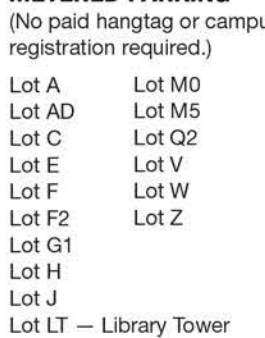 METERED PARKING
(No paid hangtag or campu
registration required.)
Lot A
Lot AD
Lot C
Lot E
Lot F
Lot F2
Lot G1
Lot H
Lot J
Lot LT — Library Tower
Lot M0
Lot M5
Lot Q2
Lot V
Lot W
Lot Z